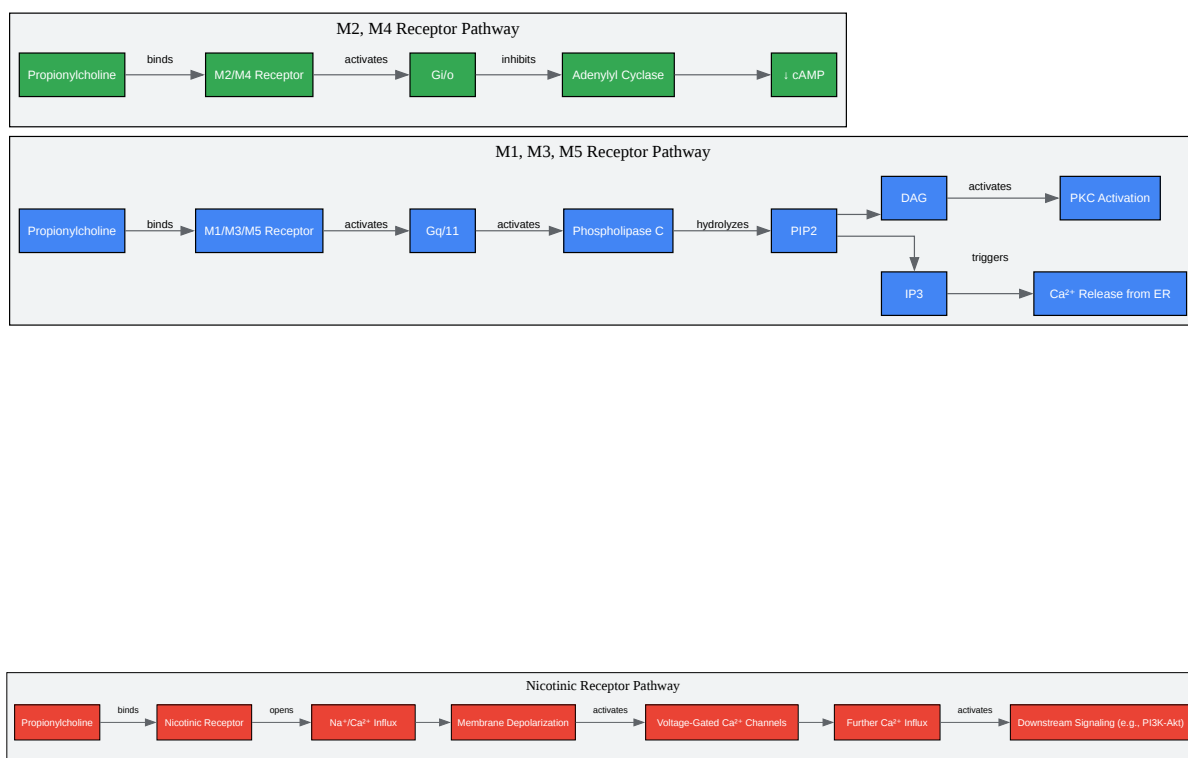 M2, M4 Receptor Pathway
Propionylcholine
binds
M2/M4 Receptor
activates
Gi/o
inhibits
Adenylyl Cyclase
↓ cAMP
M1, M3, M5 Receptor Pathway
Propionylcholine
binds
M1/M3/M5 Receptor
activates
Gq/11
activates
Phospholipase C
hydrolyzes
PIP2
DAG
activates
PKC Activation
IP3
triggers
Ca²⁺ Release from ER
Nicotinic Receptor Pathway
Propionylcholine
binds
Nicotinic Receptor
opens
Na⁺/Ca²⁺ Influx
Membrane Depolarization
activates
Voltage-Gated Ca²⁺ Channels
Further Ca²⁺ Influx
activates
Downstream Signaling (e.g., PI3K-Akt)